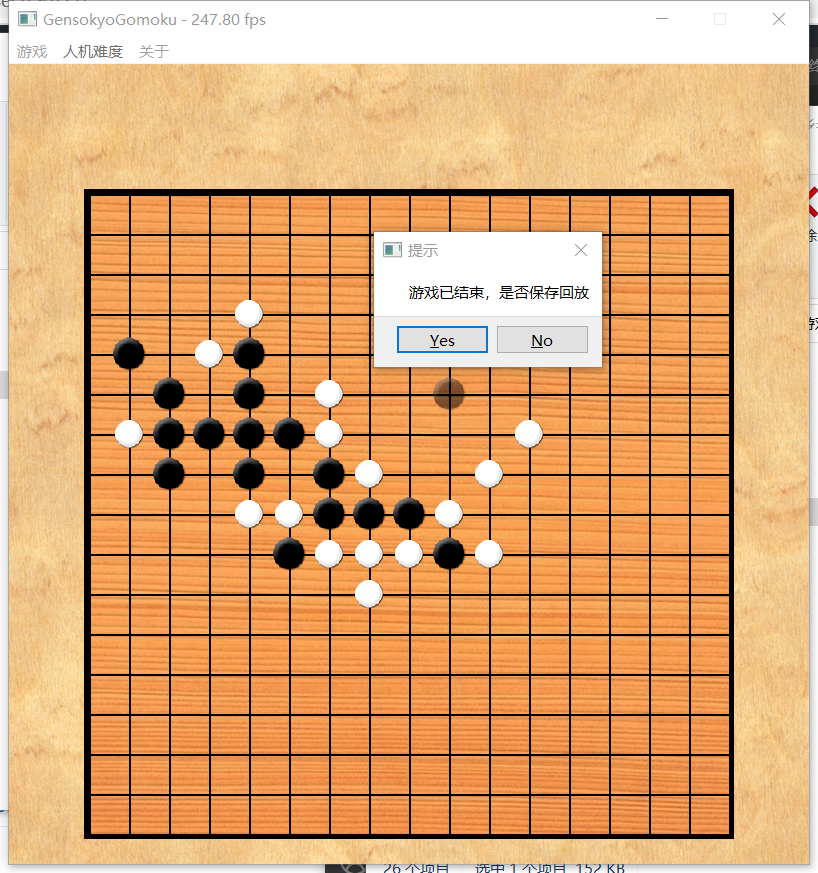 GensokyoGomoku - 247.80 fps
游戏 人机难度 关于
提示
游戏已结束，是否保存回放
Yes No
26 个项目 选中 1 个项目 152 KB